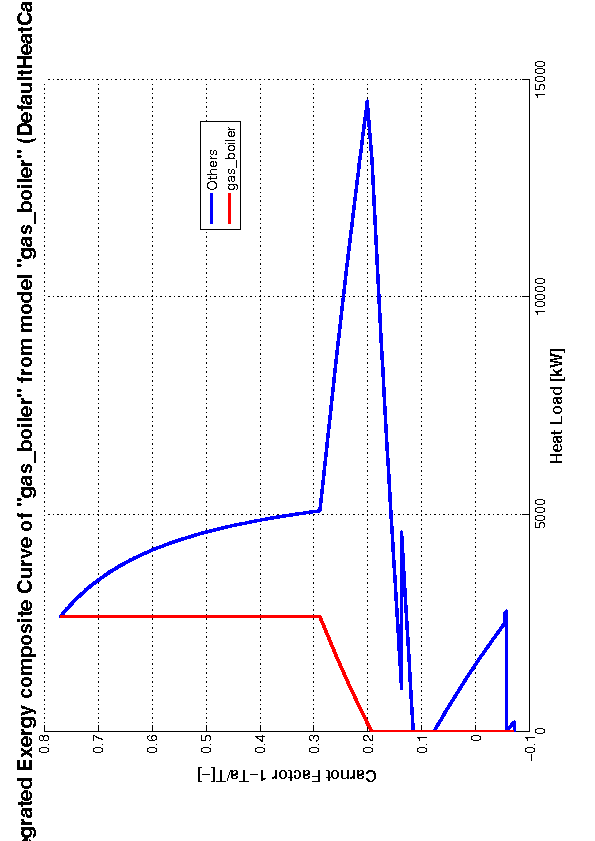 egrated Exergy composite Curve of "gas_boiler" from model "gas_boiler" (DefaultHeatCa
Others
gas_boiler
0.8
0.7
0.6
0.5
0.4
0.3
0.2
0.1
0
−0.1
Carnot Factor 1−Ta/T[−]
0
5000
10000
15000
Heat Load [kW]